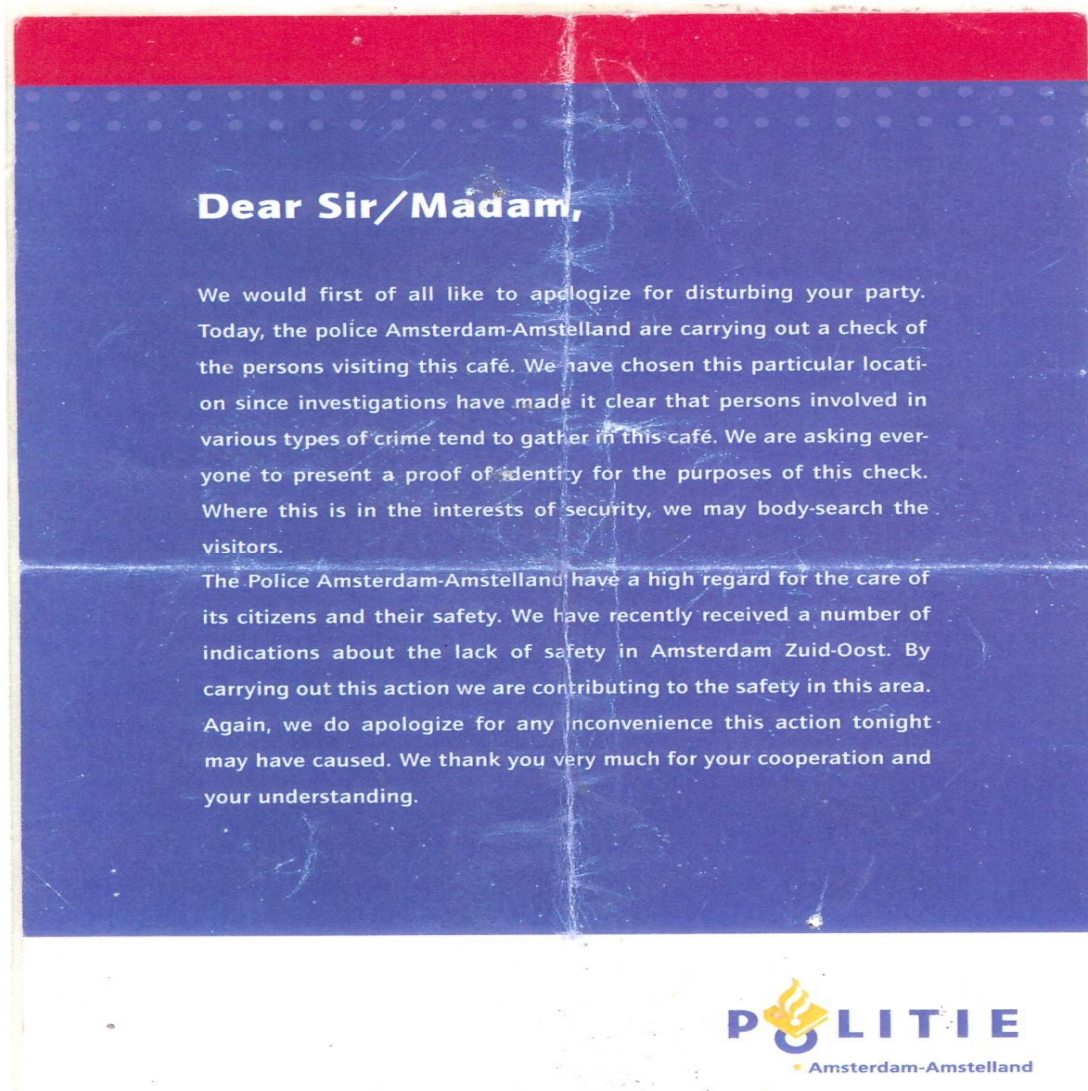 Dear Sir/Madam,
We would first of all like to apologize for disturbing your party.
Today, the police Amsterdam-Amstelland are carrying out a check of
the persons visiting this café. We have chosen this particular locati-
on since investigations have made it clear that persons involved in
various types of crime tend to gather in this café. We are asking ever-
yone to present a proof of identity for the purposes of this check.
Where this is in the interests of security, we may body-search the
visitors.
The Police Amsterdam-Amstelland have a high regard for the care of
its citizens and their safety. We have recently received a number of
indications about the lack of safety in Amsterdam Zuid-Oost. By
carrying out this action we are contributing to the safety in this area.
Again, we do apologize for any inconvenience this action tonight
may have caused. We thank you very much for your cooperation and
your understanding.
POLITIE
Amsterdam-Amstelland